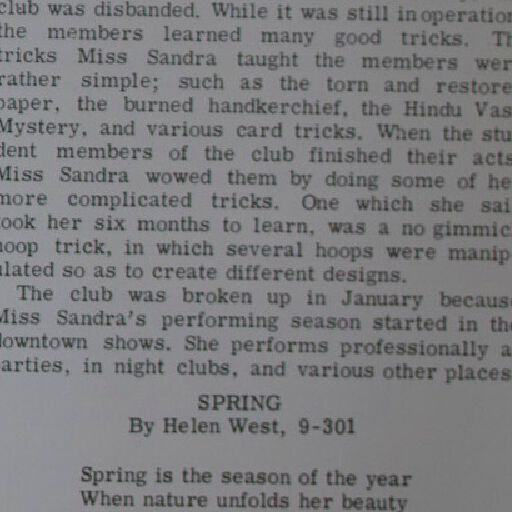 club was disbanded. While it was still in operation
the members learned many good tricks. Th
tricks Miss Sandra taught the members wer
rather simple; such as the torn and restore
paper, the burned handkerchief, the Hindu Vas
Mystery, and various card tricks. When the stu
dent members of the club finished their acts
Miss Sandra wowed them by doing some of he
more complicated tricks. One which she sai
took her six months to learn, was a no gimmic
hoop trick, in which several hoops were manip
ulated so as to create different designs.
The club was broken up in January becaus
Miss Sandra's performing season started in the
downtown shows. She performs professionally a
parties, in night clubs, and various other places
SPRING
By Helen West, 9-301
Spring is the season of the year
When nature unfolds her beauty